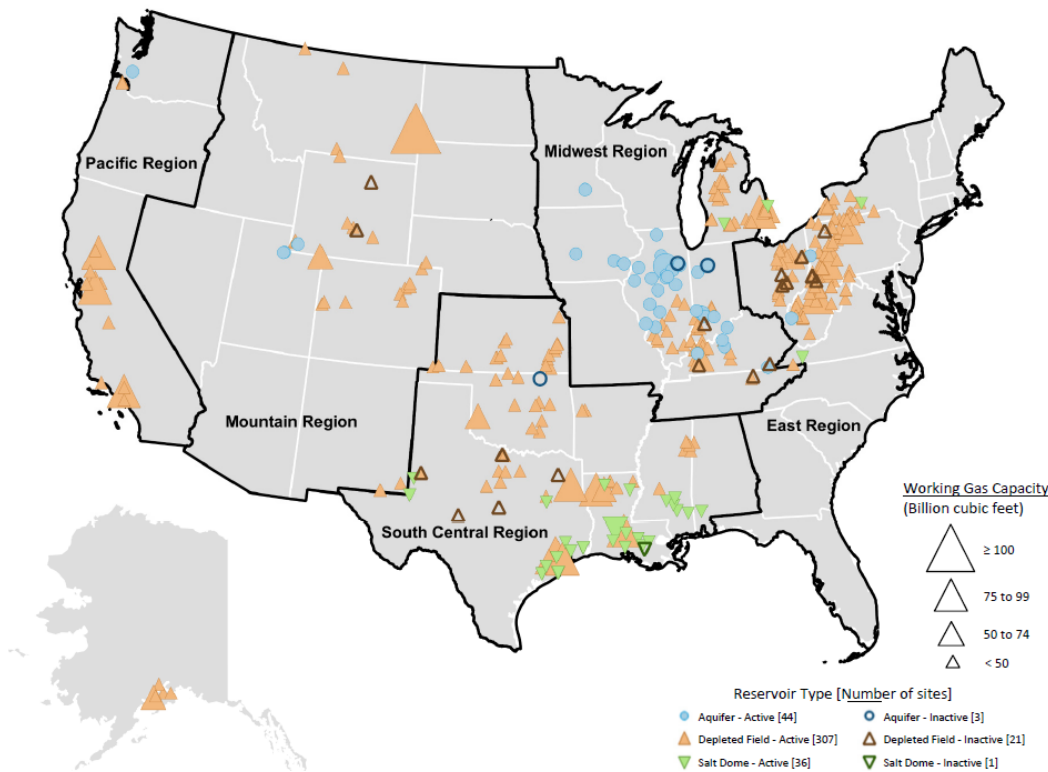 Pacific Region
Midwest Region
Mountain Region
East Region
South Central Region
Working Gas Capacity
(Billion cubic feet)
≥ 100
75 to 99
50 to 74
< 50
Reservoir Type [Number of sites]
Aquifer - Active [44]
Aquifer - Inactive [3]
Depleted Field - Active [307]
Depleted Field - Inactive [21]
Salt Dome - Active [36]
Salt Dome - Inactive [1]